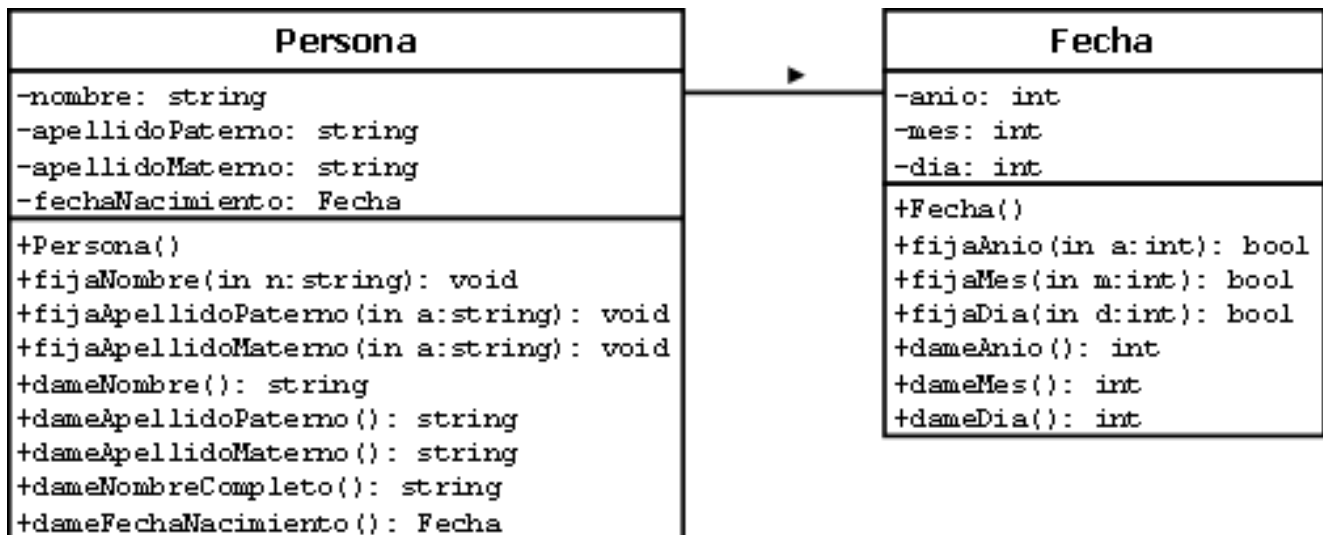 Persona
-nombre: string
-apellidoPaterno: string
-apellidoMaterno: string
-fechaNacimiento: Fecha
+Persona()
+fijaNombre(in n:string): void
+fijaApellidoPaterno(in a:string): void
+fijaApellidoMaterno(in a:string): void
+dameNombre(): string
+dameApellidoPaterno(): string
+dameApellidoMaterno(): string
+dameNombreCompleto(): string
+dameFechaNacimiento(): Fecha
Fecha
-anio: int
-mes: int
-dia: int
+Fecha()
+fijaAnio(in a:int): bool
+fijaMes(in m:int): bool
+fijaDia(in d:int): bool
+dameAnio(): int
+dameMes(): int
+dameDia(): int